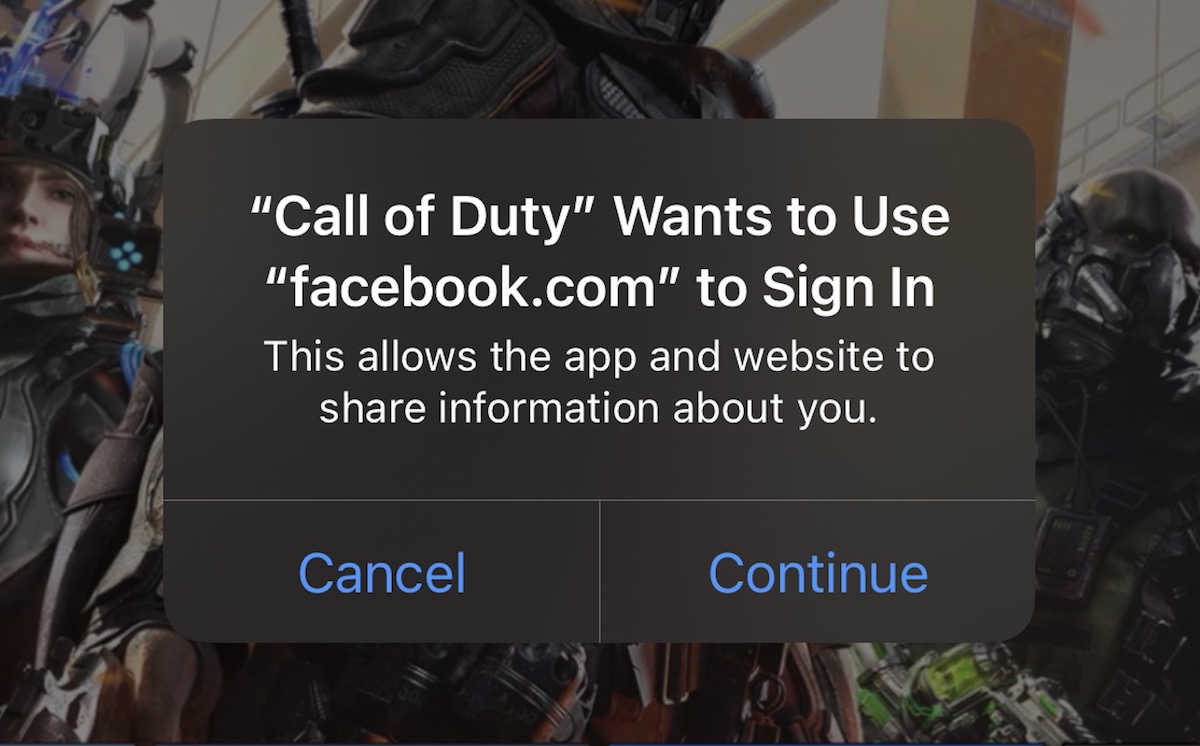 “Call of Duty” Wants to Use
“facebook.com” to Sign In
This allows the app and website to
share information about you.
Cancel
Continue